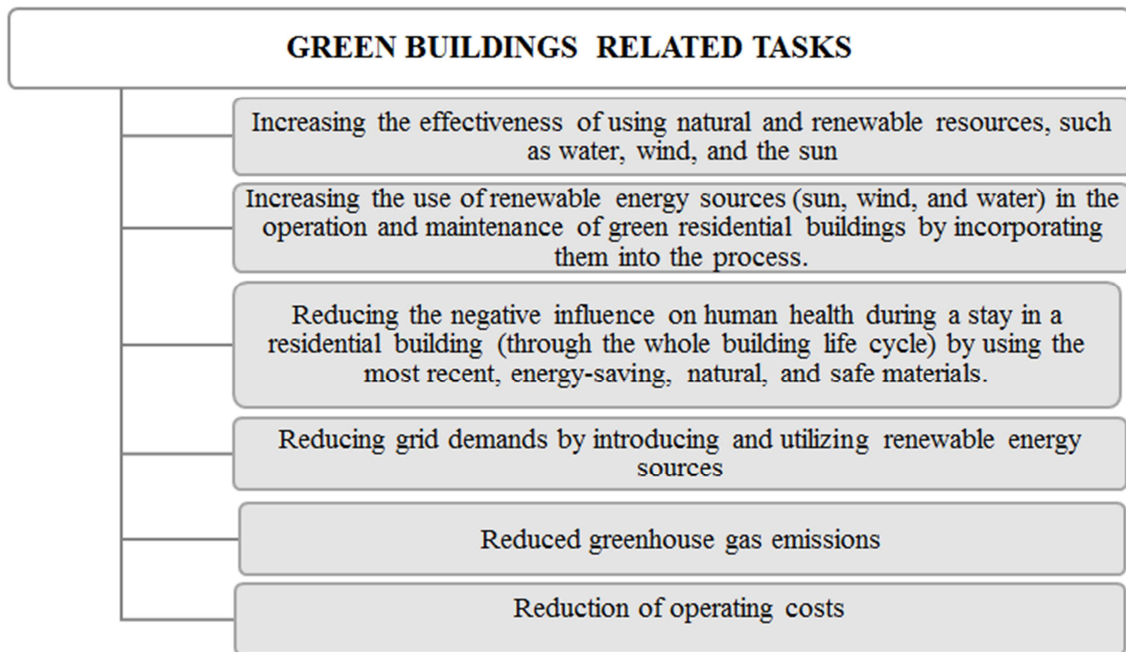 GREEN BUILDINGS RELATED TASKS
Increasing the effectiveness of using natural and renewable resources, such
as water, wind, and the sun
Increasing the use of renewable energy sources (sun, wind, and water) in the
operation and maintenance of green residential buildings by incorporating
them into the process.
Reducing the negative influence on human health during a stay in a
residential building (through the whole building life cycle) by using the
most recent, energy-saving, natural, and safe materials.
Reducing grid demands by introducing and utilizing renewable energy
sources
Reduced greenhouse gas emissions
Reduction of operating costs